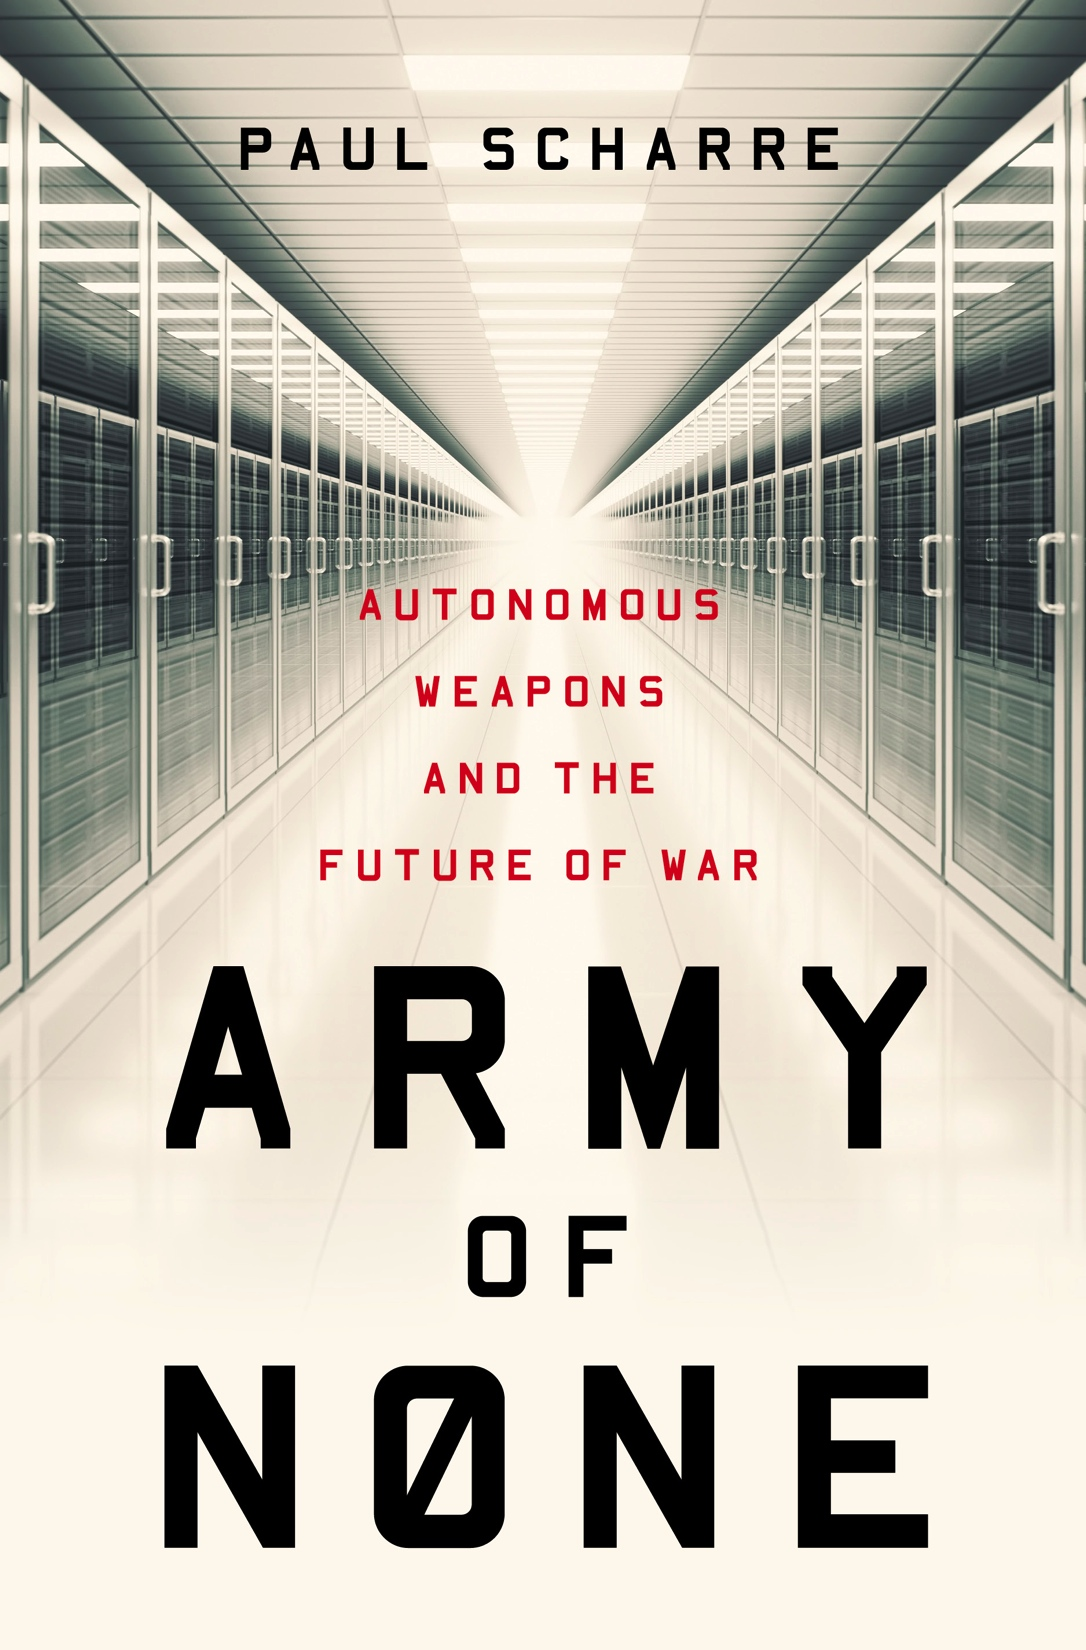 PAUL SCHARRE
AUTONOMOUS
WEAPONS
AND THE
FUTURE OF WAR
ARMY
OF
NØNE